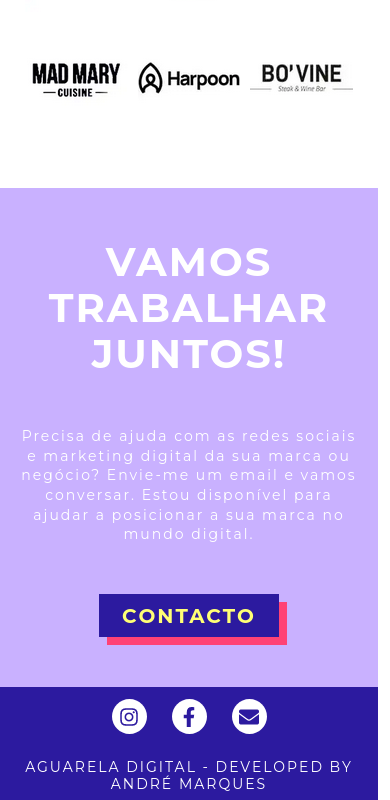 MAD MARY
CUISINE
Harpoon
BO'VINE
Steak & Wine Bar
VAMOS
TRABALHAR
JUNTOS!
Precisa de ajuda com as redes sociais
e marketing digital da sua marca ou
negócio? Envie-me um email e vamos
conversar. Estou disponível para
ajudar a posicionar a sua marca no
mundo digital.
CONTACTO
AGUARELA DIGITAL - DEVELOPED BY
ANDRÉ MARQUES